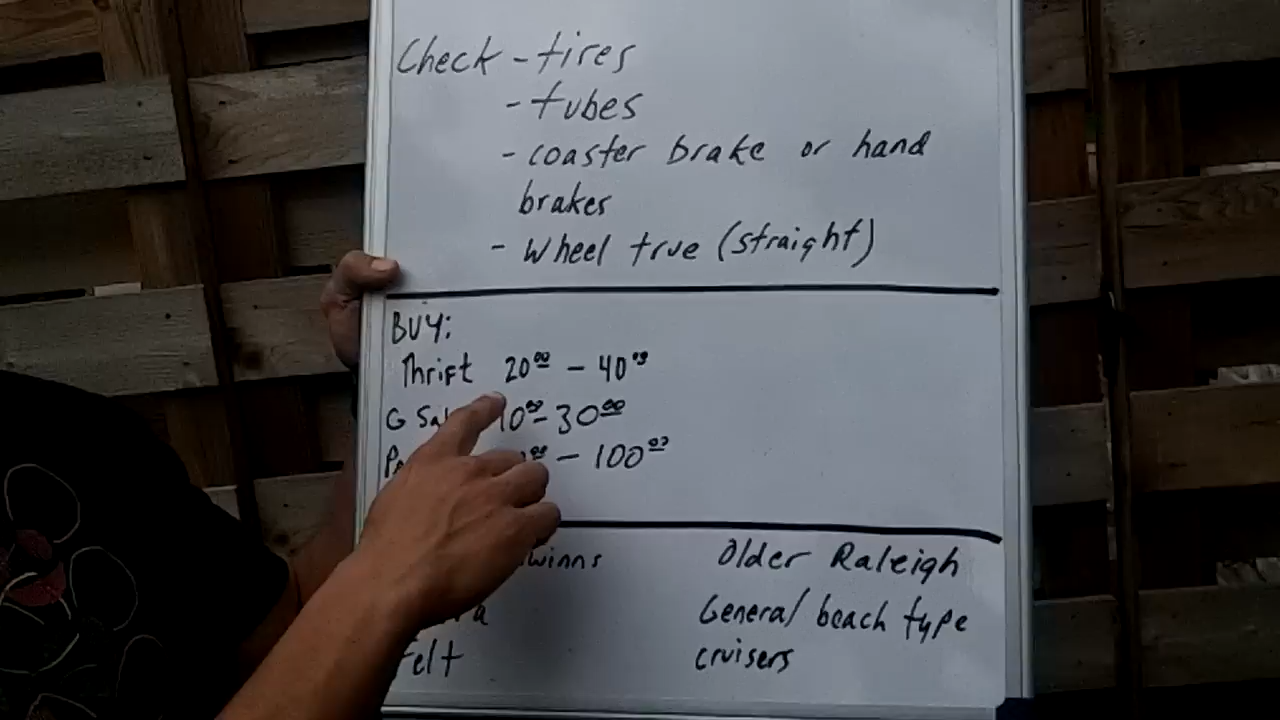 Check - tires
- tubes
- coaster brake or hand
brakes
- wheel true (straight)
BUY:
Thrift 20⁰⁰ - 40⁰⁰
G 10⁰⁰- 30⁰⁰
- 100⁰⁰
Older Raleigh
General beach type
Felt cruisers